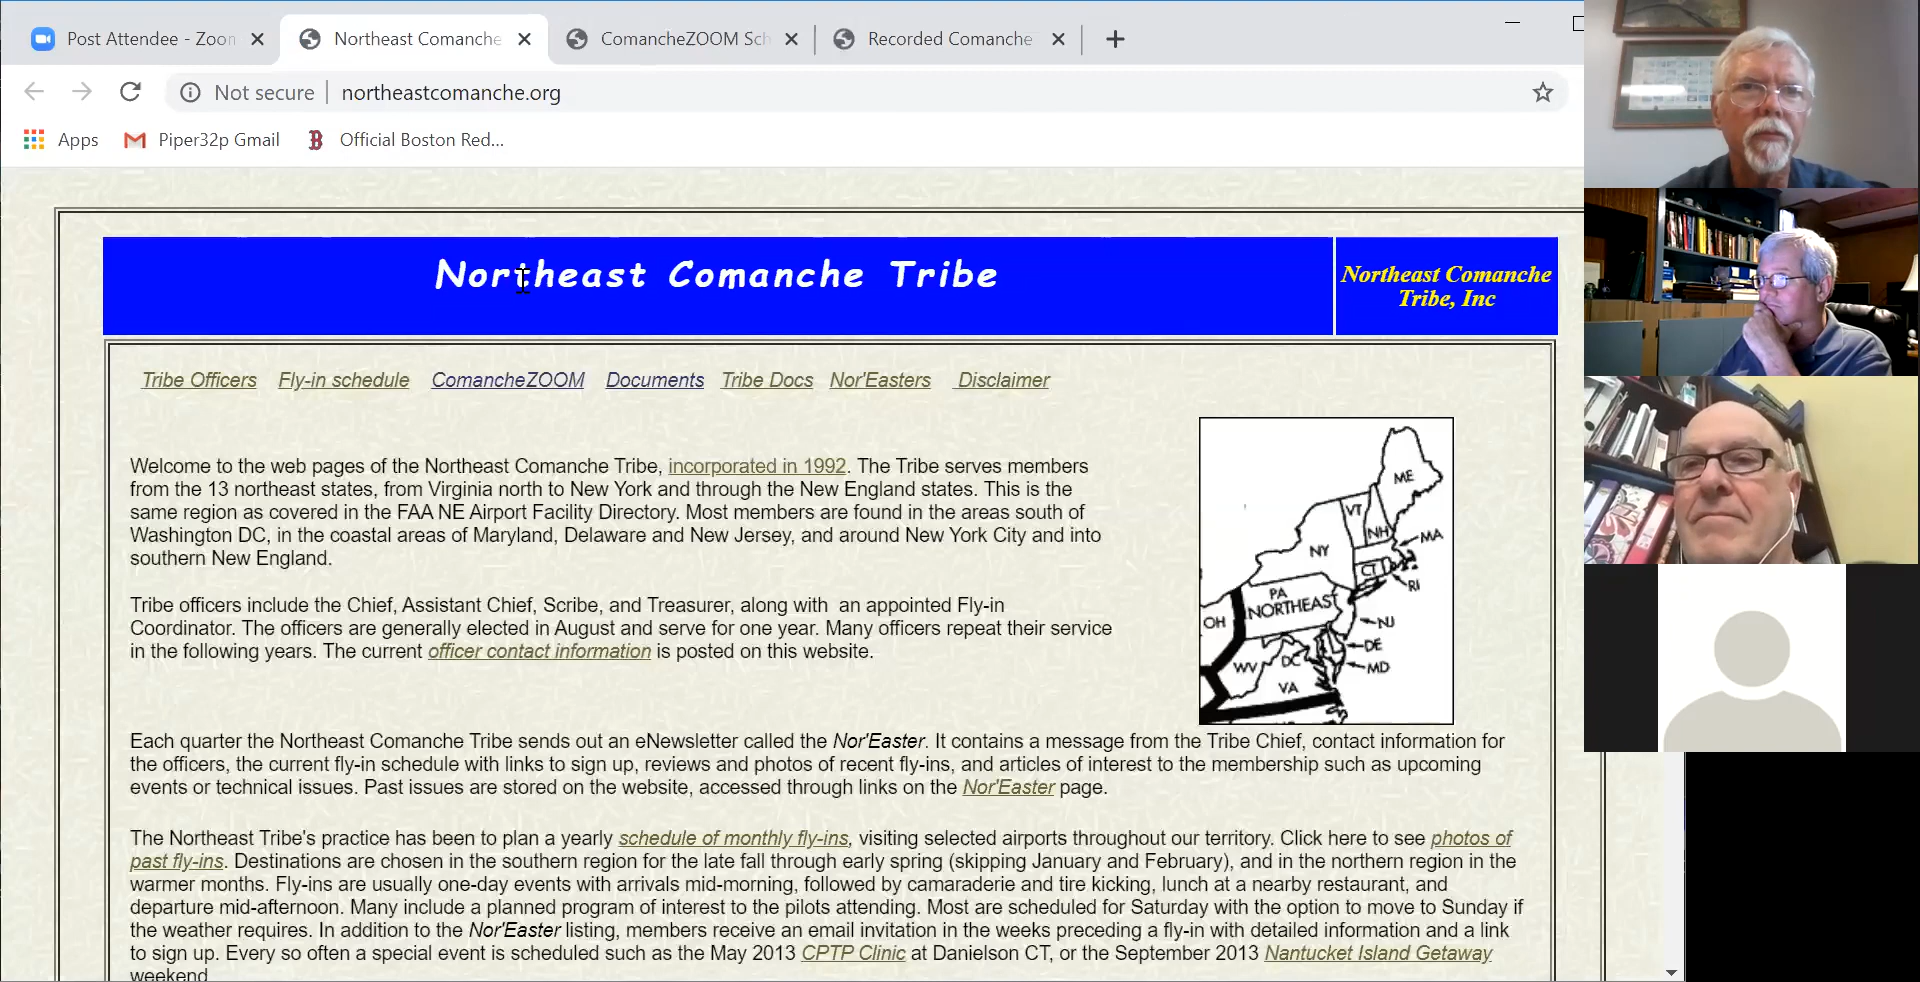 Post Attendee - Zoom
Northeast Comanche
ComancheZOOM Sch
Recorded Comanche
Not secure
northeastcomanche.org
Apps
Piper32p Gmail
Official Boston Red...
Northeast Comanche Tribe
Northeast Comanche
Tribe, Inc
Tribe Officers Fly-in schedule ComancheZOOM Documents Tribe Docs Nor'Easters Disclaimer
Welcome to the web pages of the Northeast Comanche Tribe, incorporated in 1992. The Tribe serves members
from the 13 northeast states, from Virginia north to New York and through the New England states. This is the
same region as covered in the FAA NE Airport Facility Directory. Most members are found in the areas south of
Washington DC, in the coastal areas of Maryland, Delaware and New Jersey, and around New York City and into
southern New England.
Tribe officers include the Chief, Assistant Chief, Scribe, and Treasurer, along with an appointed Fly-in
Coordinator. The officers are generally elected in August and serve for one year. Many officers repeat their service
in the following years. The current officer contact information is posted on this website.
ME
VT
NH
NY
MA
CT
RI
PA
NORTHEAST
OH
NJ
DE
WV
DC
MD
VA
Each quarter the Northeast Comanche Tribe sends out an eNewsletter called the Nor'Easter. It contains a message from the Tribe Chief, contact information for
the officers, the current fly-in schedule with links to sign up, reviews and photos of recent fly-ins, and articles of interest to the membership such as upcoming
events or technical issues. Past issues are stored on the website, accessed through links on the Nor'Easter page.
The Northeast Tribe's practice has been to plan a yearly schedule of monthly fly-ins, visiting selected airports throughout our territory. Click here to see photos of
past fly-ins. Destinations are chosen in the southern region for the late fall through early spring (skipping January and February), and in the northern region in the
warmer months. Fly-ins are usually one-day events with arrivals mid-morning, followed by camaraderie and tire kicking, lunch at a nearby restaurant, and
departure mid-afternoon. Many include a planned program of interest to the pilots attending. Most are scheduled for Saturday with the option to move to Sunday if
the weather requires. In addition to the Nor'Easter listing, members receive an email invitation in the weeks preceding a fly-in with detailed information and a link
to sign up. Every so often a special event is scheduled such as the May 2013 CPTP Clinic at Danielson CT, or the September 2013 Nantucket Island Getaway
weekend